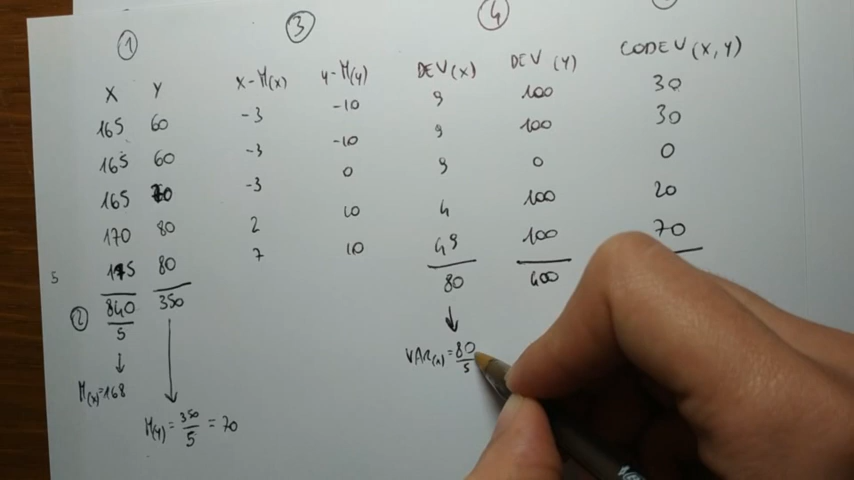 ① ③ ④
X Y X-M(x) Y-M(y) DEV(X) DEV (Y) CODEV(X,Y)
165 60 -3 -10 9 100 30
165 60 -3 -10 9 100 30
165 70 -3 0 9 0 0
170 80 2 10 4 100 20
5 175 80 7 10 49 100 70
② 840 350 80 400
5
M(x)=168
VAR(x)=80/5
M(y)=350/5=70